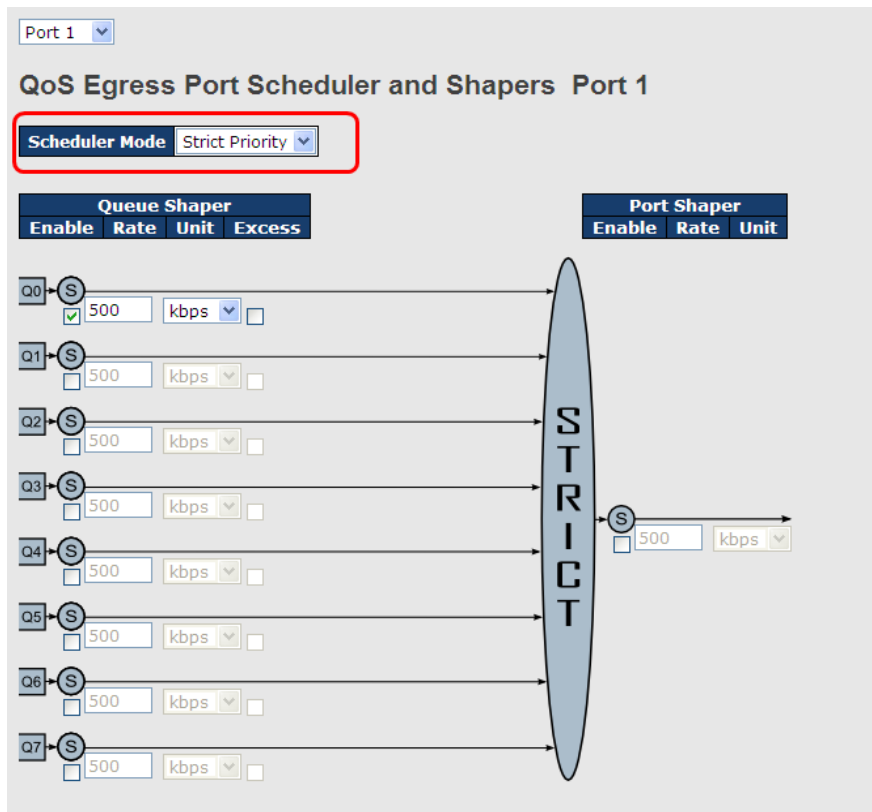 Port 1
QoS Egress Port Scheduler and Shapers Port 1
Scheduler Mode Strict Priority
Queue Shaper
Enable Rate Unit Excess
Port Shaper
Enable Rate Unit
Q0 S
500 kbps
Q1 S
500 kbps
Q2 S
500 kbps
Q3 S
500 kbps
Q4 S
500 kbps
Q5 S
500 kbps
Q6 S
500 kbps
Q7 S
500 kbps
STRICT
S
500 kbps